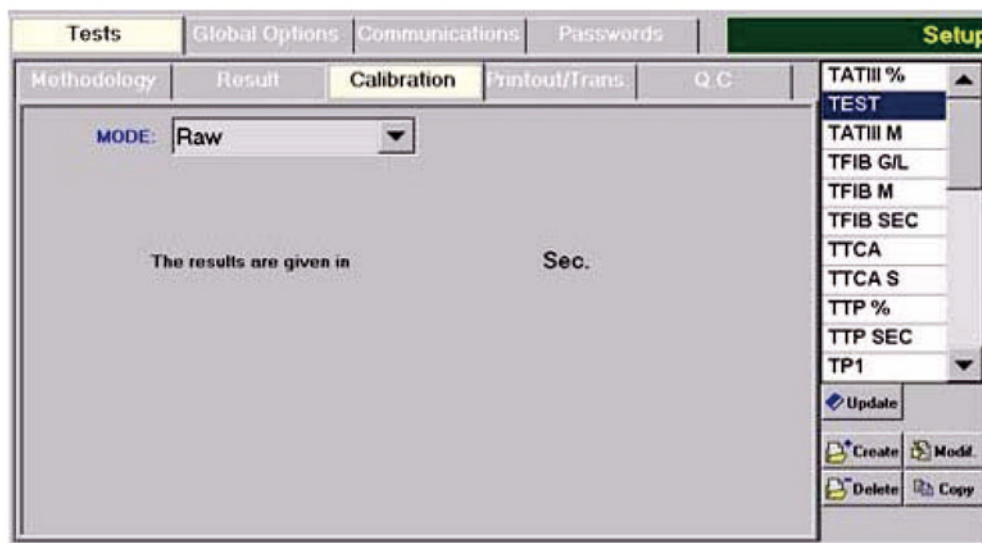 Tests Global Options Communications Passwords Setup
Methodology Result Calibration Printout/Trans. Q.C
MODE: Raw
The results are given in Sec.
TATIII %
TEST
TATIII M
TFIB G/L
TFIB M
TFIB SEC
TTCA
TTCA S
TTP %
TTP SEC
TP1
Update
Create Modif.
Delete Copy